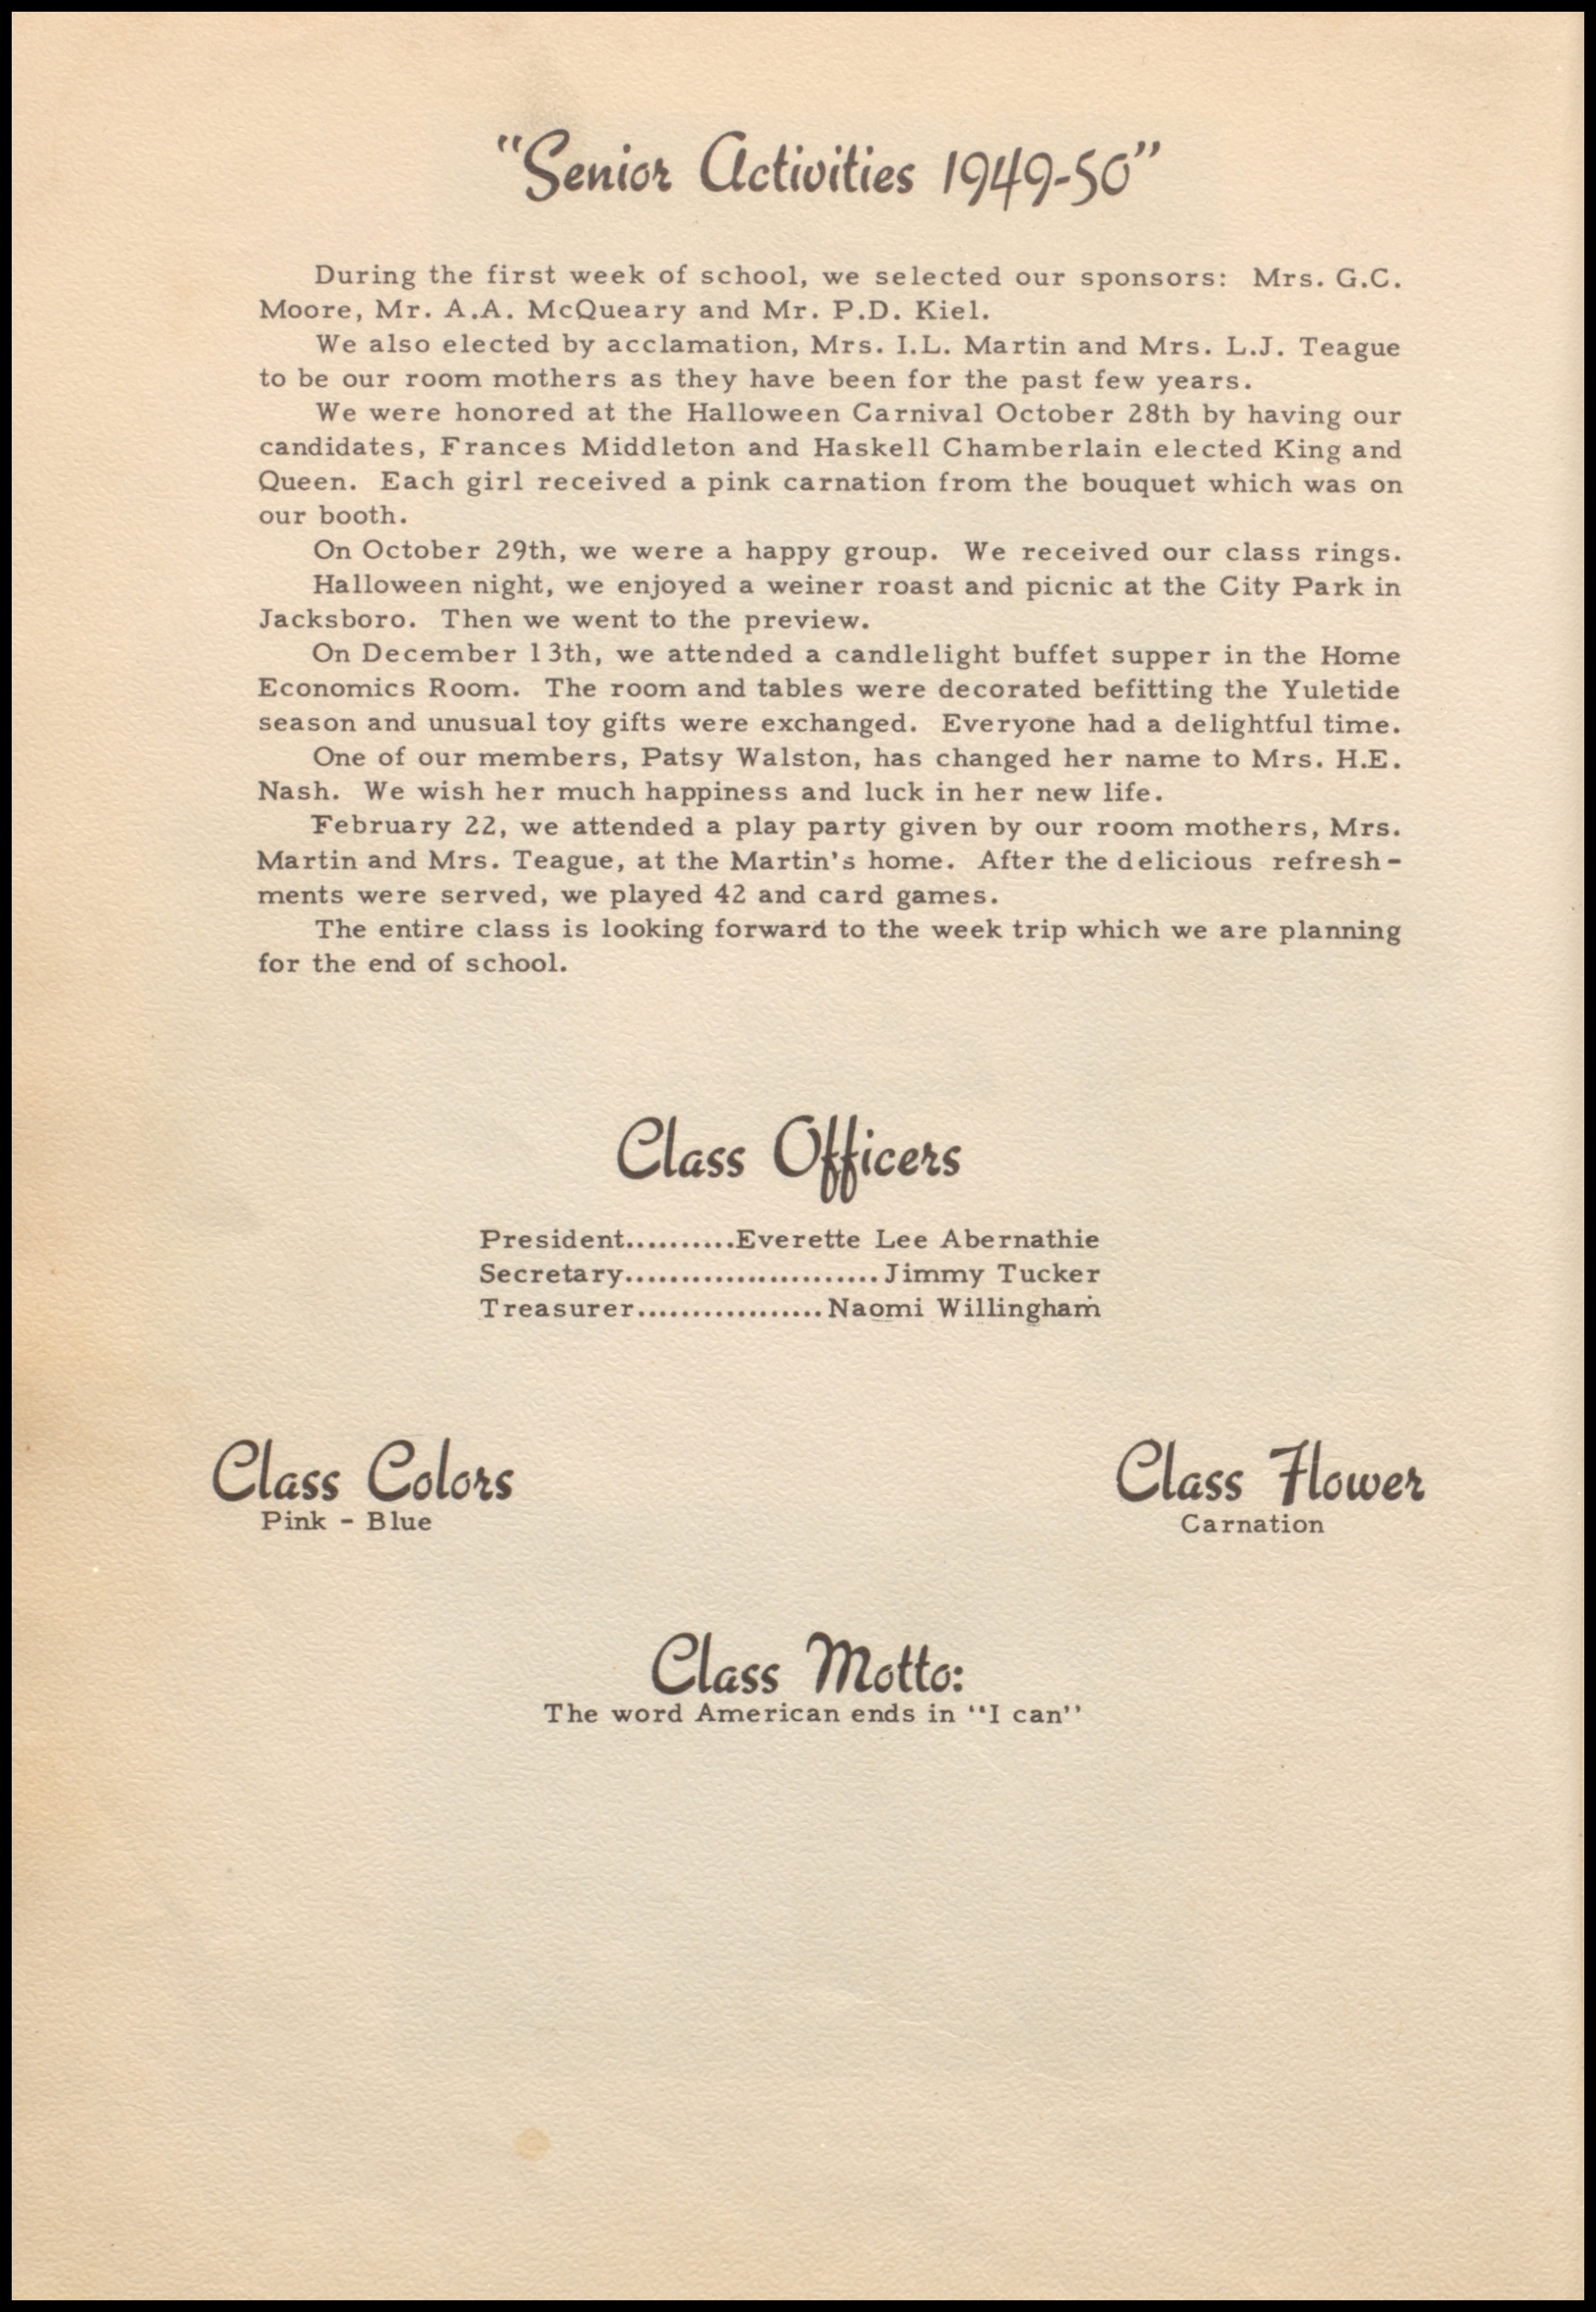 "Senior Activities 1949-50"
During the first week of school, we selected our sponsors: Mrs. G.C.
Moore, Mr. A.A. McQueary and Mr. P.D. Kiel.
We also elected by acclamation, Mrs. I.L. Martin and Mrs. L.J. Teague
to be our room mothers as they have been for the past few years.
We were honored at the Halloween Carnival October 28th by having our
candidates, Frances Middleton and Haskell Chamberlain elected King and
Queen. Each girl received a pink carnation from the bouquet which was on
our booth.
On October 29th, we were a happy group. We received our class rings.
Halloween night, we enjoyed a weiner roast and picnic at the City Park in
Jacksboro. Then we went to the preview.
On December 13th, we attended a candlelight buffet supper in the Home
Economics Room. The room and tables were decorated befitting the Yuletide
season and unusual toy gifts were exchanged. Everyone had a delightful time.
One of our members, Patsy Walston, has changed her name to Mrs. H.E.
Nash. We wish her much happiness and luck in her new life.
February 22, we attended a play party given by our room mothers, Mrs.
Martin and Mrs. Teague, at the Martin's home. After the delicious refresh-
ments were served, we played 42 and card games.
The entire class is looking forward to the week trip which we are planning
for the end of school.
Class Officers
President..........Everette Lee Abernathie
Secretary.......................Jimmy Tucker
Treasurer.................Naomi Willingham
Class Colors
Pink - Blue
Class Flower
Carnation
Class Motto:
The word American ends in "I can"